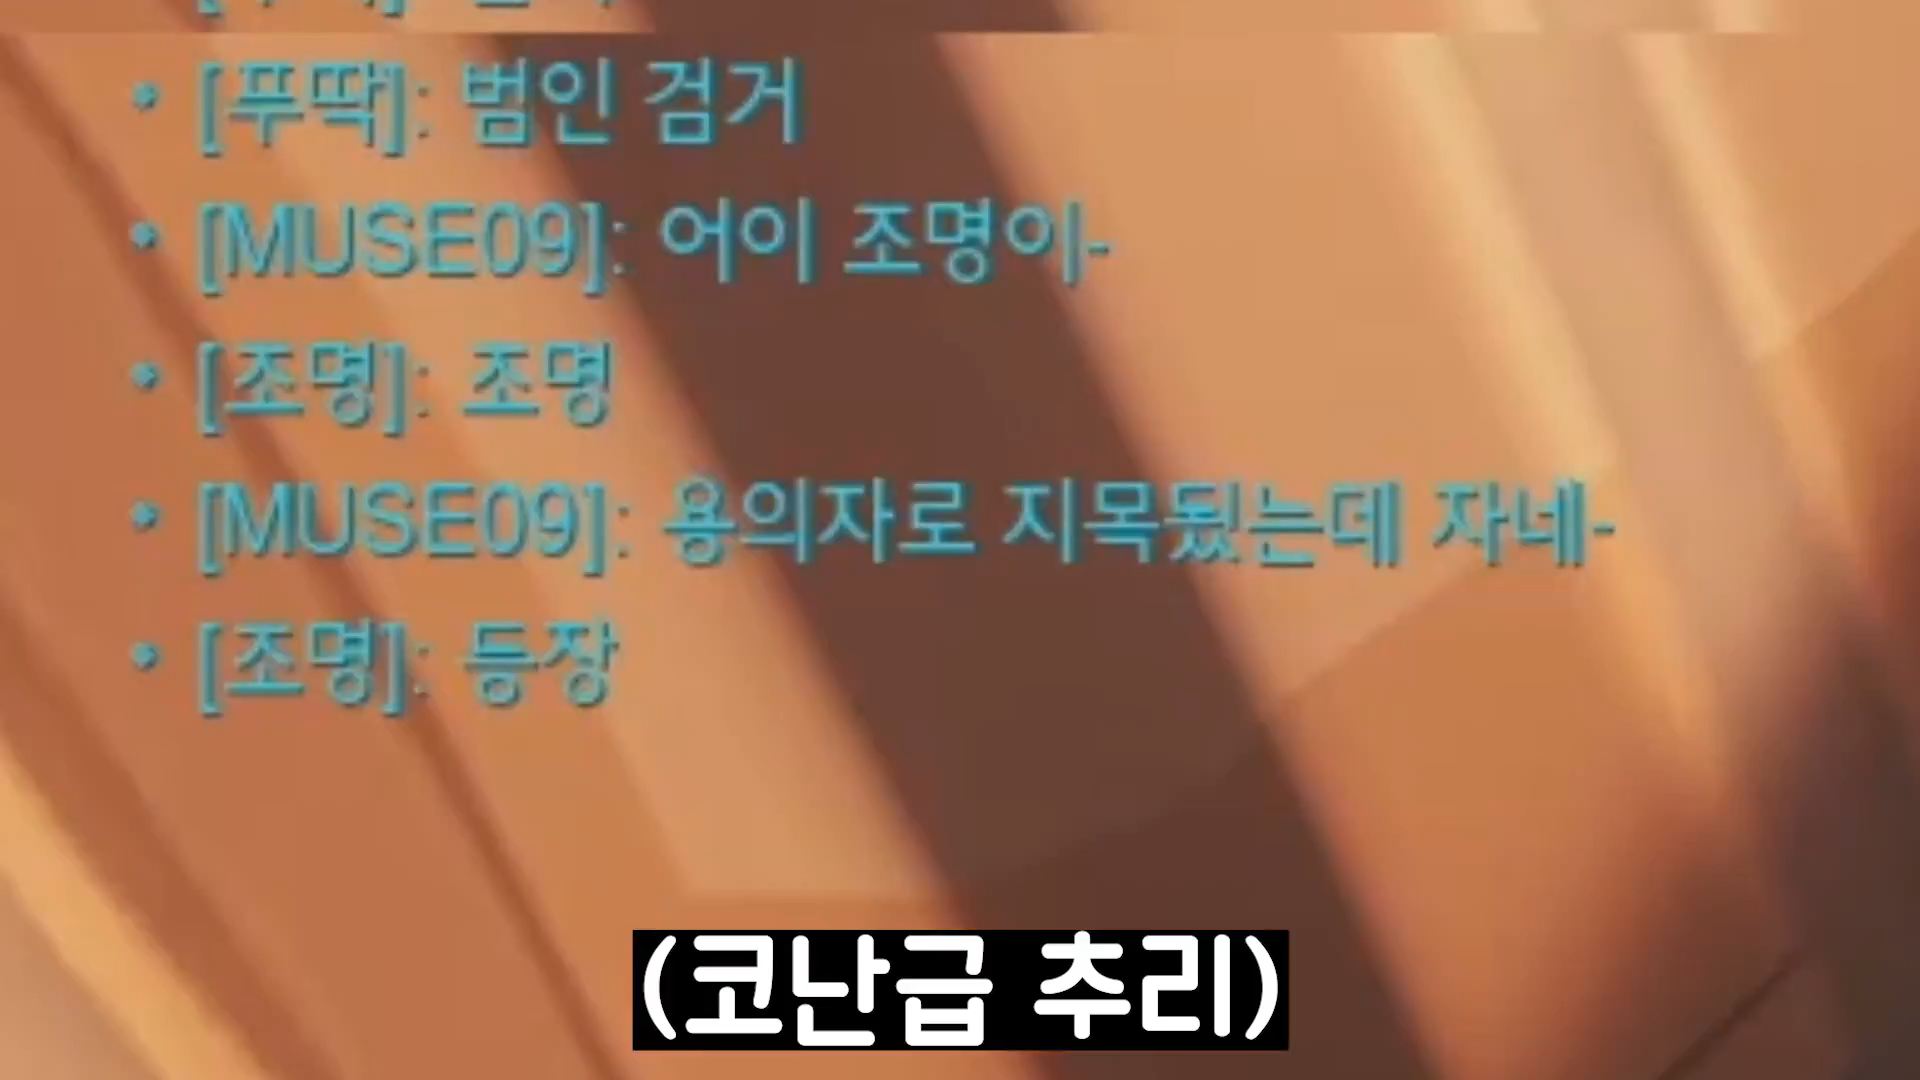 • [푸딱]: 범인 검거
• [MUSE09]: 어이 조명이-
• [조명]: 조명
• [MUSE09]: 용의자로 지목됬는데 자네-
• [조명]: 등장
(코난급 추리)